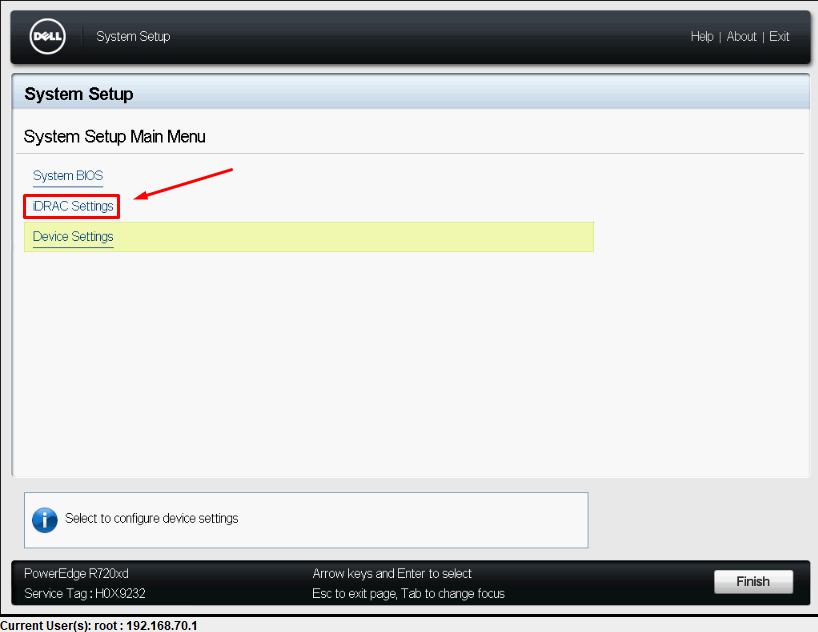 DELL System Setup Help | About | Exit
System Setup
System Setup Main Menu
System BIOS
iDRAC Settings
Device Settings
Select to configure device settings
PowerEdge R720xd Arrow keys and Enter to select
Service Tag : H0X9232 Esc to exit page, Tab to change focus
Finish
Current User(s): root : 192.168.70.1